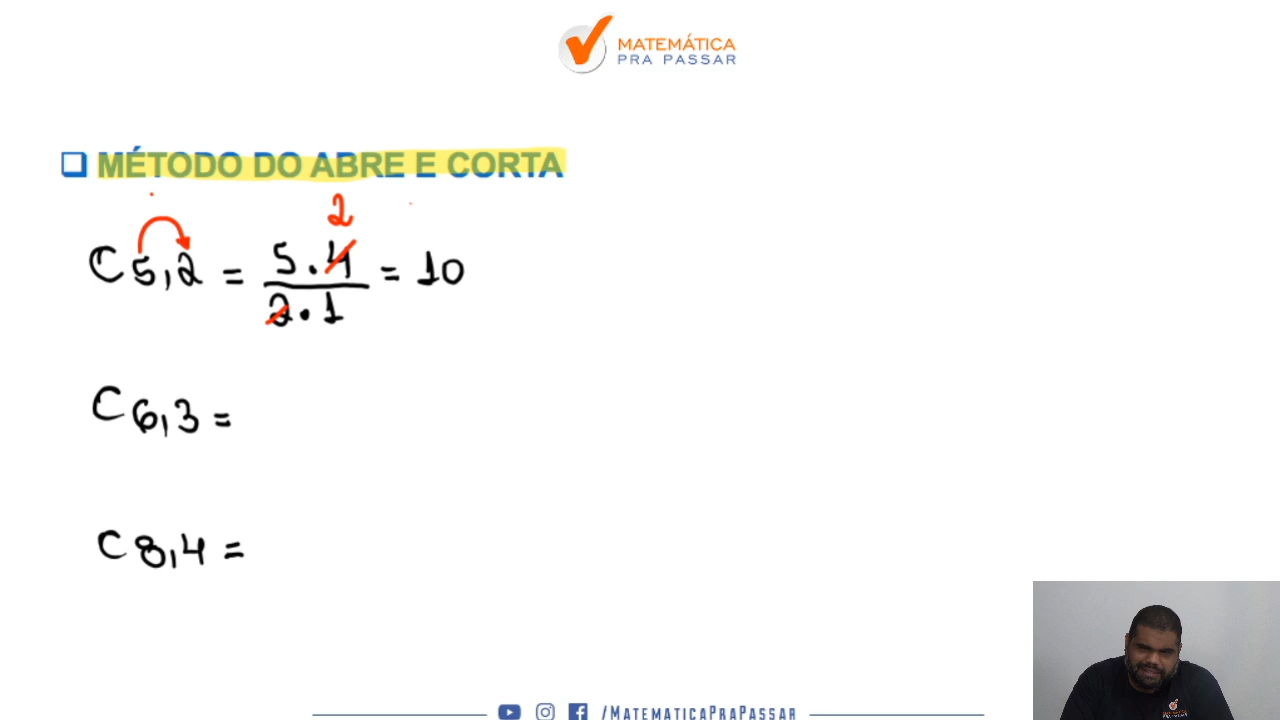 MATEMÁTICA
PRA PASSAR
MÉTODO DO ABRE E CORTA
2
C5,2 = 5.4 / 2.1 = 10
C6,3 =
C8,4 =
/MATEMATICAPRAPASSAR